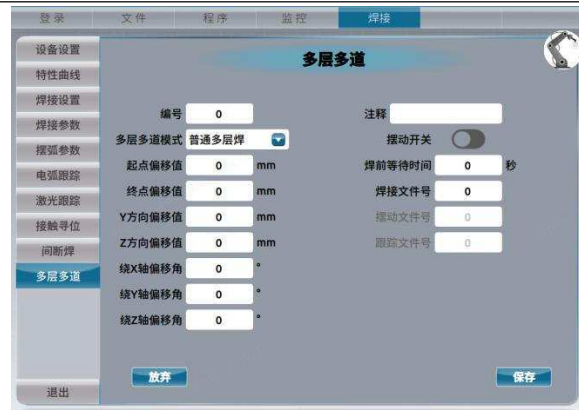 登录 文件 程序 监控 焊接
设备设置
特性曲线
焊接设置
焊接参数
摆弧参数
电弧跟踪
激光跟踪
接触寻位
间断焊
多层多道
退出
多层多道
编号 0 注释
多层多道模式 普通多层焊 摆动开关
起点偏移值 0 mm 焊前等待时间 0 秒
终点偏移值 0 mm 焊接文件号 0
Y方向偏移值 0 mm 摆动文件号 0
Z方向偏移值 0 mm 跟踪文件号 0
绕X轴偏移角 0 °
绕Y轴偏移角 0 °
绕Z轴偏移角 0 °
放弃 保存